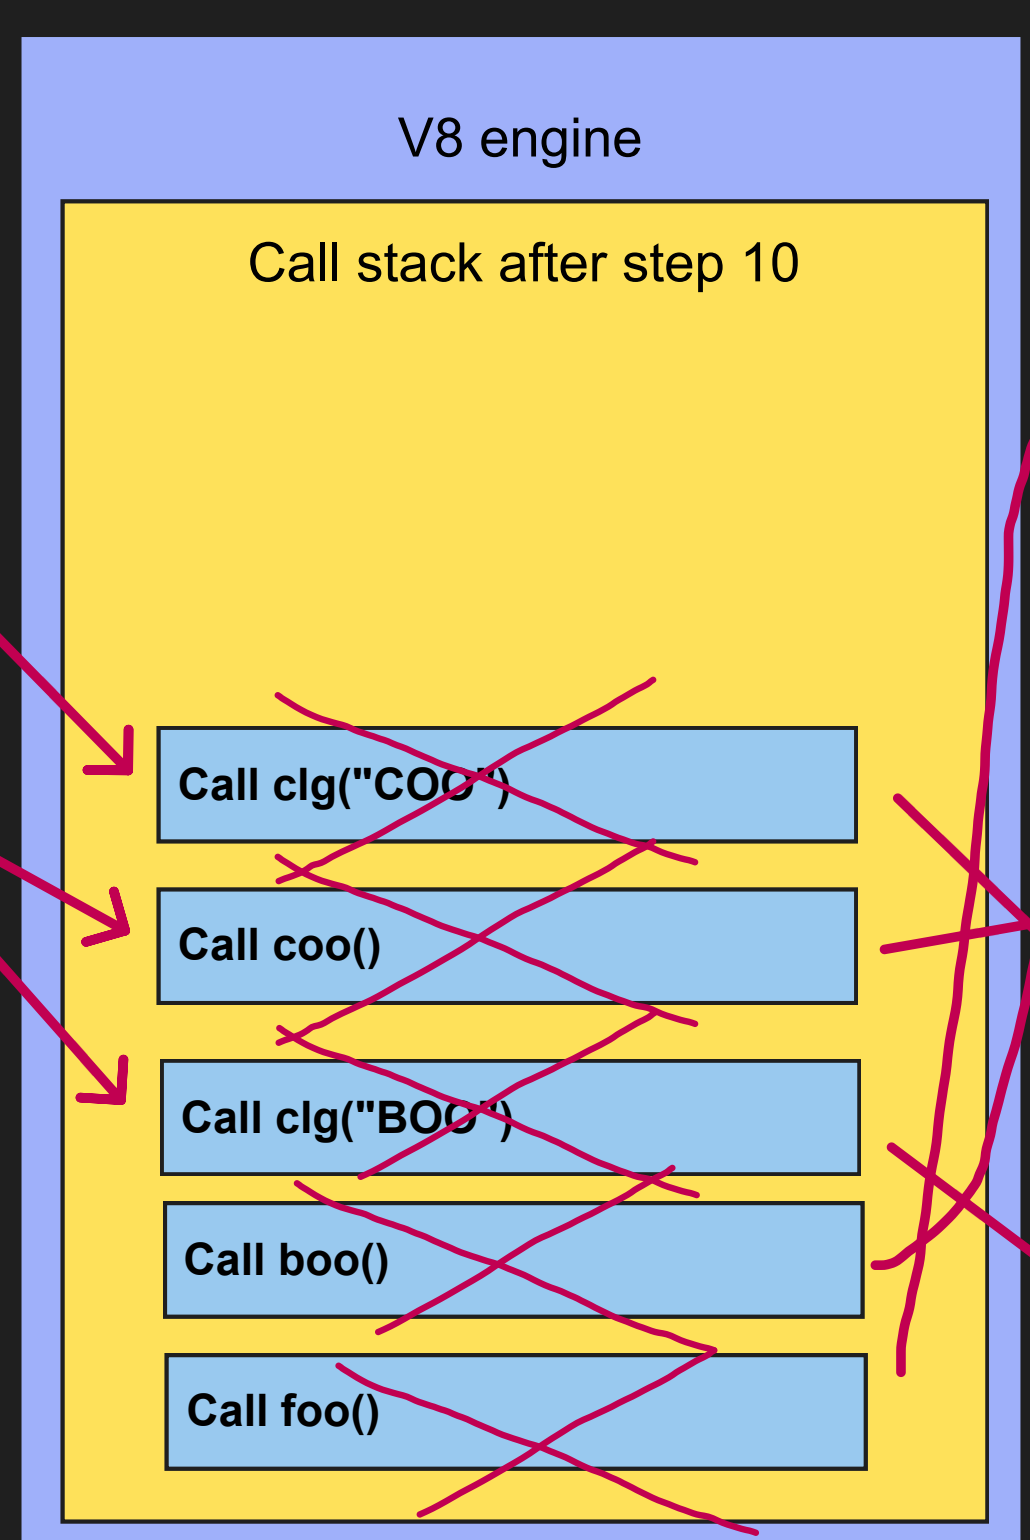 V8 engine
Call stack after step 10
Call clg("COO")
Call coo()
Call clg("BOO")
Call boo()
Call foo()